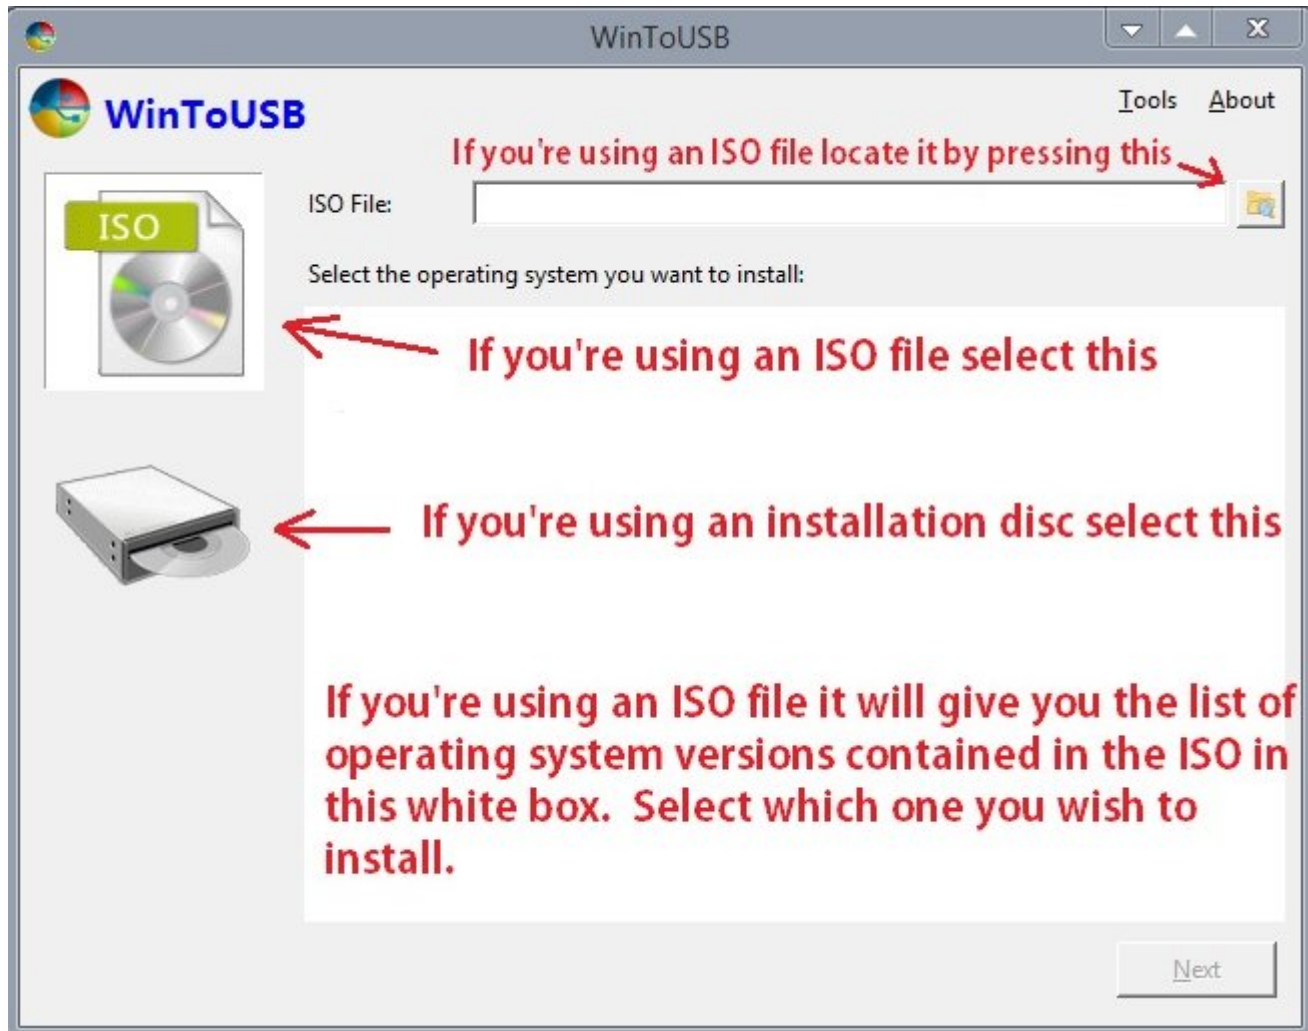 WinToUSB
WinToUSB
Tools About
If you're using an ISO file locate it by pressing this
ISO File:
ISO
Select the operating system you want to install:
If you're using an ISO file select this
If you're using an installation disc select this
If you're using an ISO file it will give you the list of
operating system versions contained in the ISO in
this white box. Select which one you wish to
install.
Next